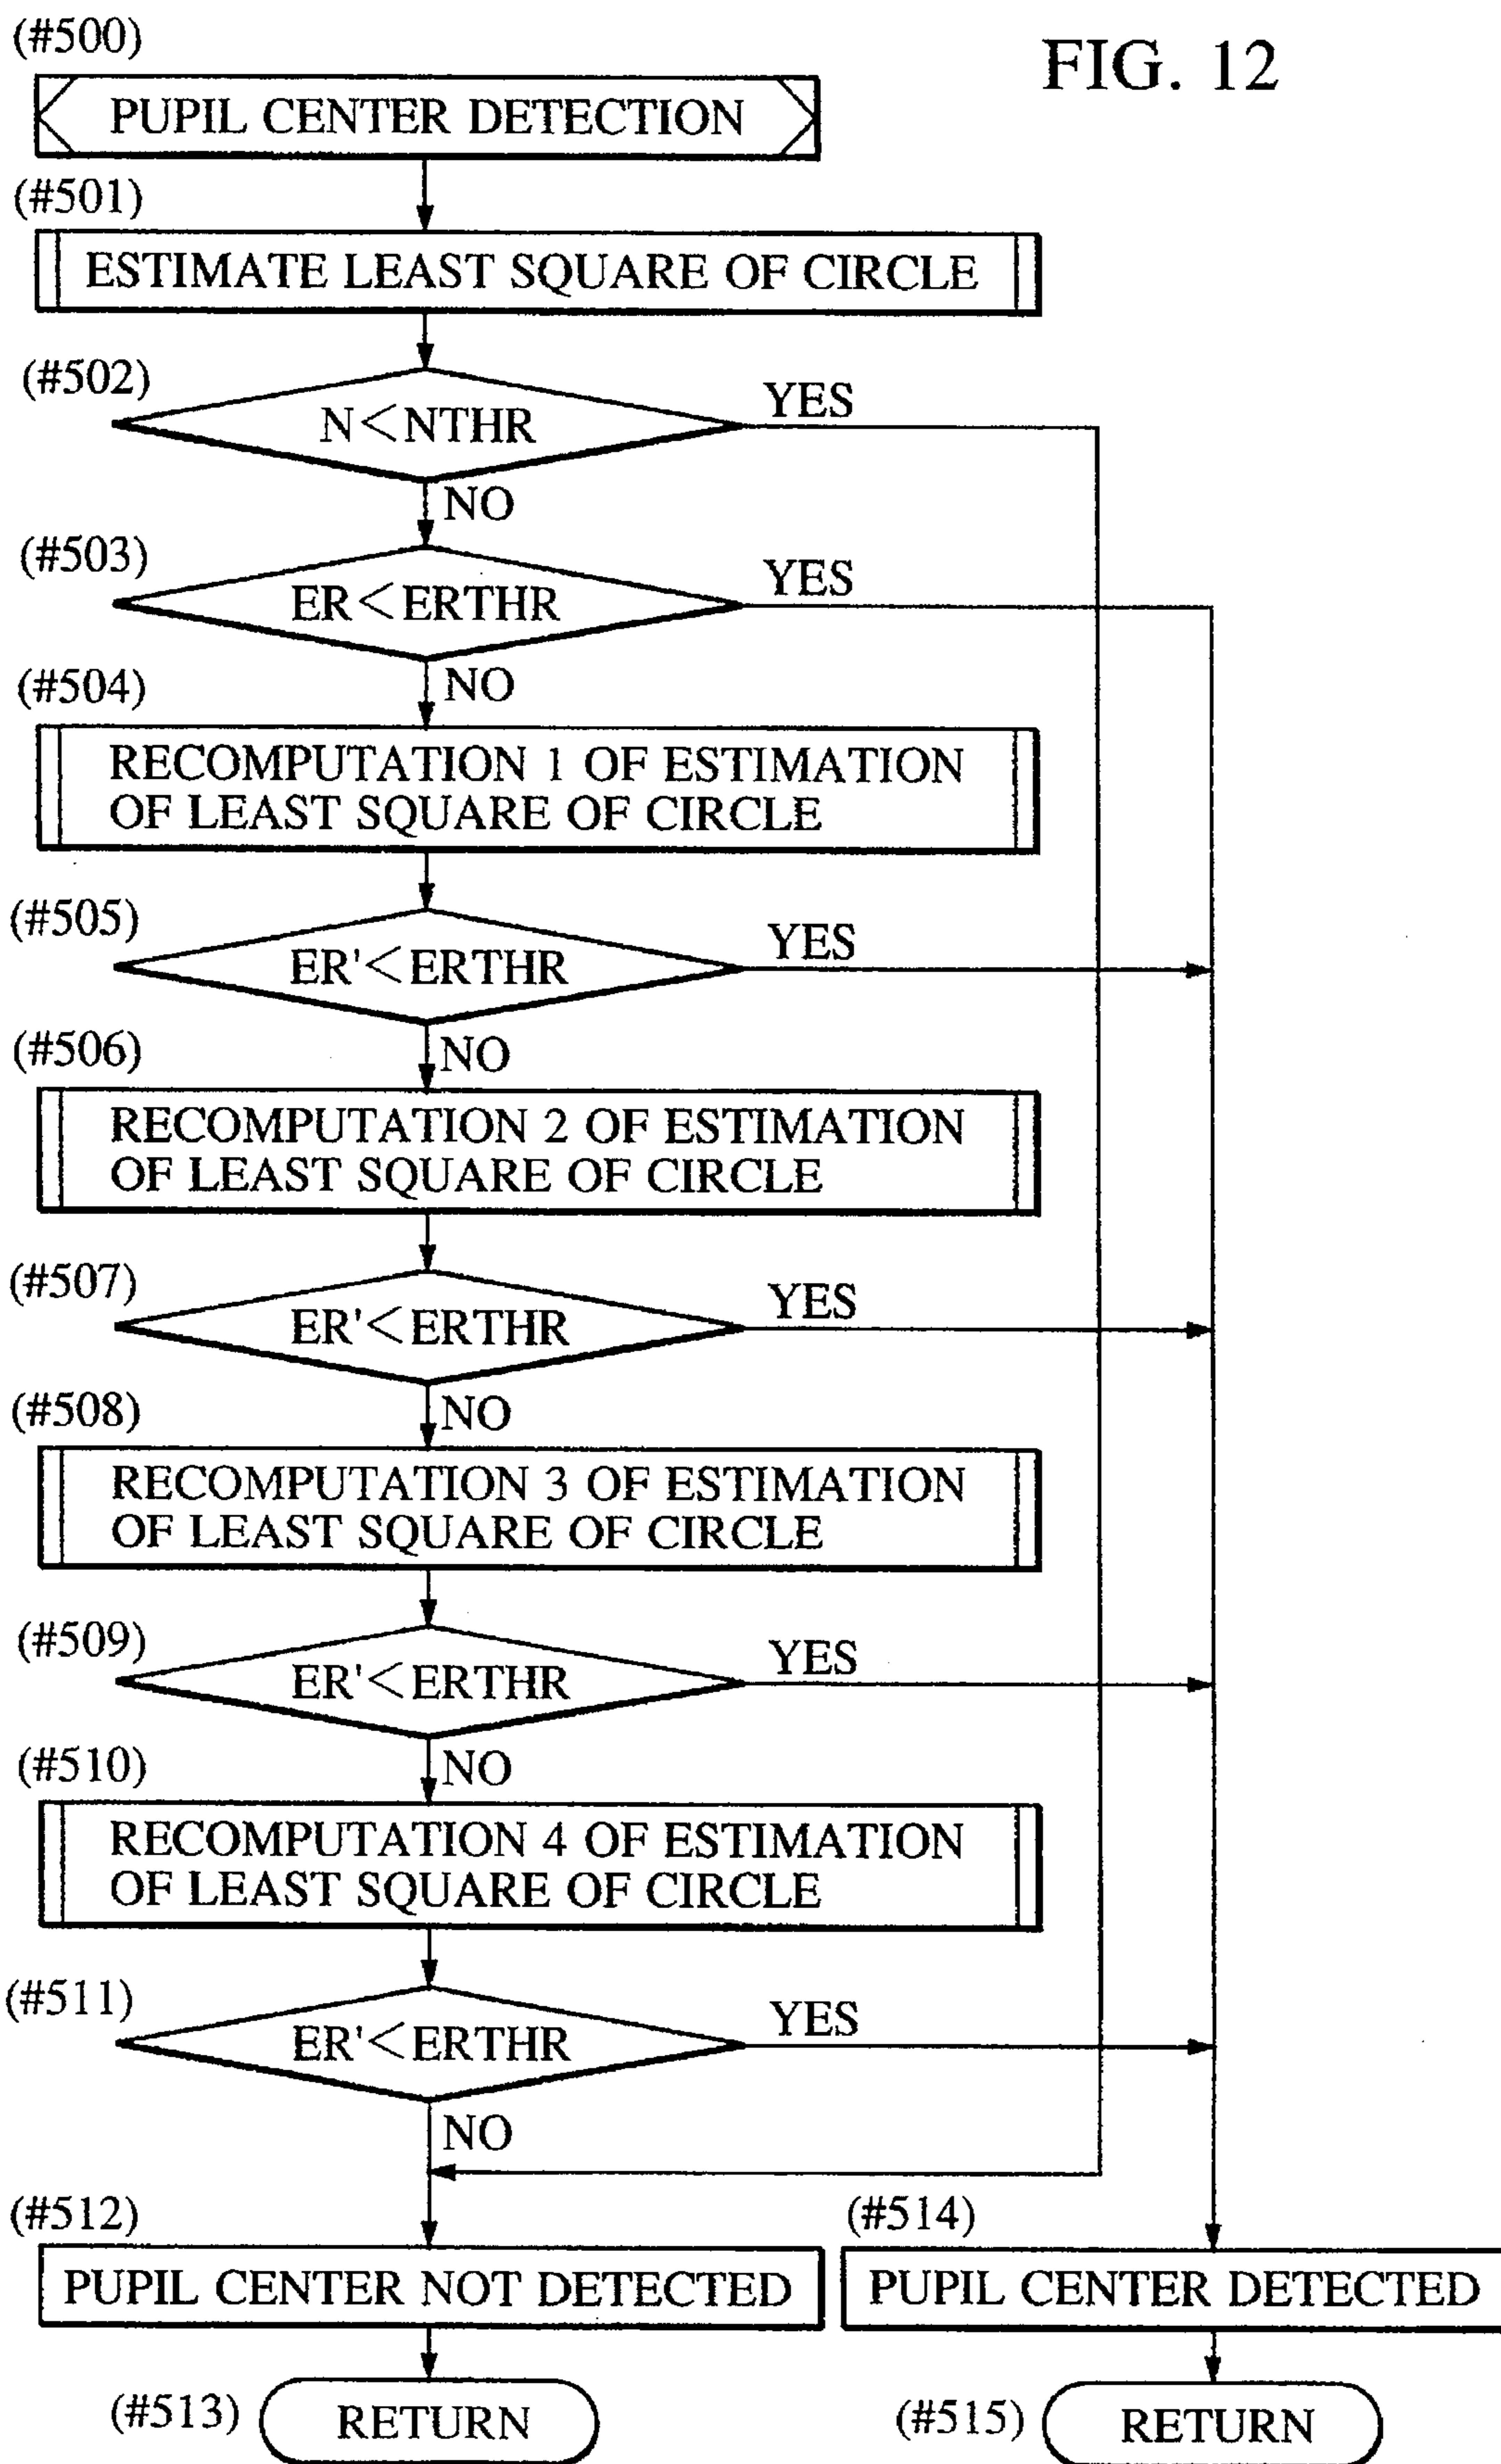 (#500)
FIG. 12
PUPIL CENTER DETECTION
(#501)
ESTIMATE LEAST SQUARE OF CIRCLE
(#502)
N<NTHR
YES
NO
(#503)
ER<ERTHR
YES
NO
(#504)
RECOMPUTATION 1 OF ESTIMATION
OF LEAST SQUARE OF CIRCLE
(#505)
ER'<ERTHR
YES
NO
(#506)
RECOMPUTATION 2 OF ESTIMATION
OF LEAST SQUARE OF CIRCLE
(#507)
ER'<ERTHR
YES
NO
(#508)
RECOMPUTATION 3 OF ESTIMATION
OF LEAST SQUARE OF CIRCLE
(#509)
ER'<ERTHR
YES
NO
(#510)
RECOMPUTATION 4 OF ESTIMATION
OF LEAST SQUARE OF CIRCLE
(#511)
ER'<ERTHR
YES
NO
(#512)
PUPIL CENTER NOT DETECTED
(#514)
PUPIL CENTER DETECTED
(#513)
RETURN
(#515)
RETURN